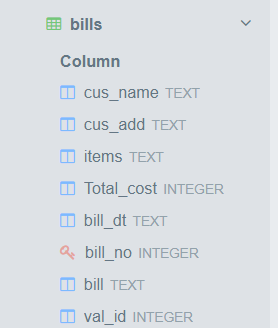 bills
Column
cus_name TEXT
cus_add TEXT
items TEXT
Total_cost INTEGER
bill_dt TEXT
bill_no INTEGER
bill TEXT
val_id INTEGER